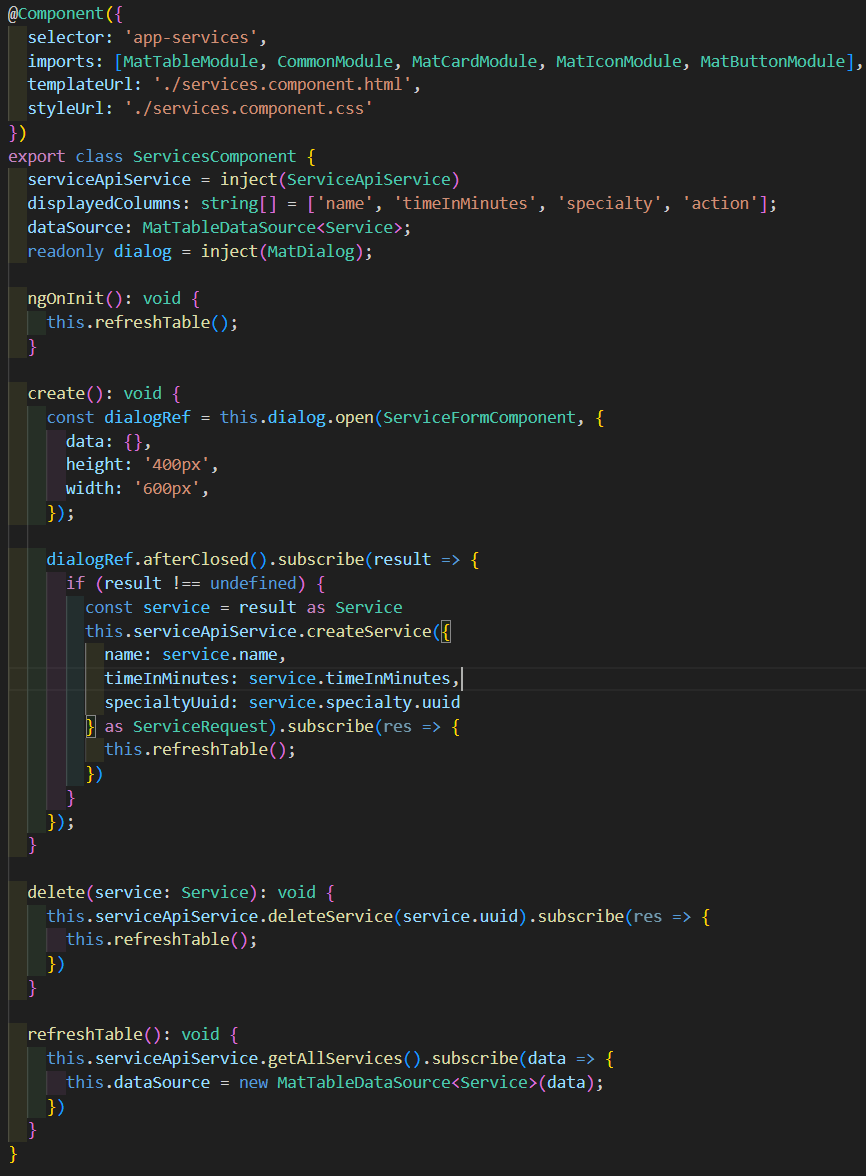 @Component({
  selector: 'app-services',
  imports: [MatTableModule, CommonModule, MatCardModule, MatIconModule, MatButtonModule],
  templateUrl: './services.component.html',
  styleUrl: './services.component.css'
})
export class ServicesComponent {
  serviceApiService = inject(ServiceApiService)
  displayedColumns: string[] = ['name', 'timeInMinutes', 'specialty', 'action'];
  dataSource: MatTableDataSource<Service>;
  readonly dialog = inject(MatDialog);

  ngOnInit(): void {
    this.refreshTable();
  }

  create(): void {
    const dialogRef = this.dialog.open(ServiceFormComponent, {
      data: {},
      height: '400px',
      width: '600px',
    });

    dialogRef.afterClosed().subscribe(result => {
      if (result !== undefined) {
        const service = result as Service
        this.serviceApiService.createService({
          name: service.name,
          timeInMinutes: service.timeInMinutes,
          specialtyUuid: service.specialty.uuid
        } as ServiceRequest).subscribe(res => {
          this.refreshTable();
        })
      }
    });
  }

  delete(service: Service): void {
    this.serviceApiService.deleteService(service.uuid).subscribe(res => {
      this.refreshTable();
    })
  }

  refreshTable(): void {
    this.serviceApiService.getAllServices().subscribe(data => {
      this.dataSource = new MatTableDataSource<Service>(data);
    })
  }
}